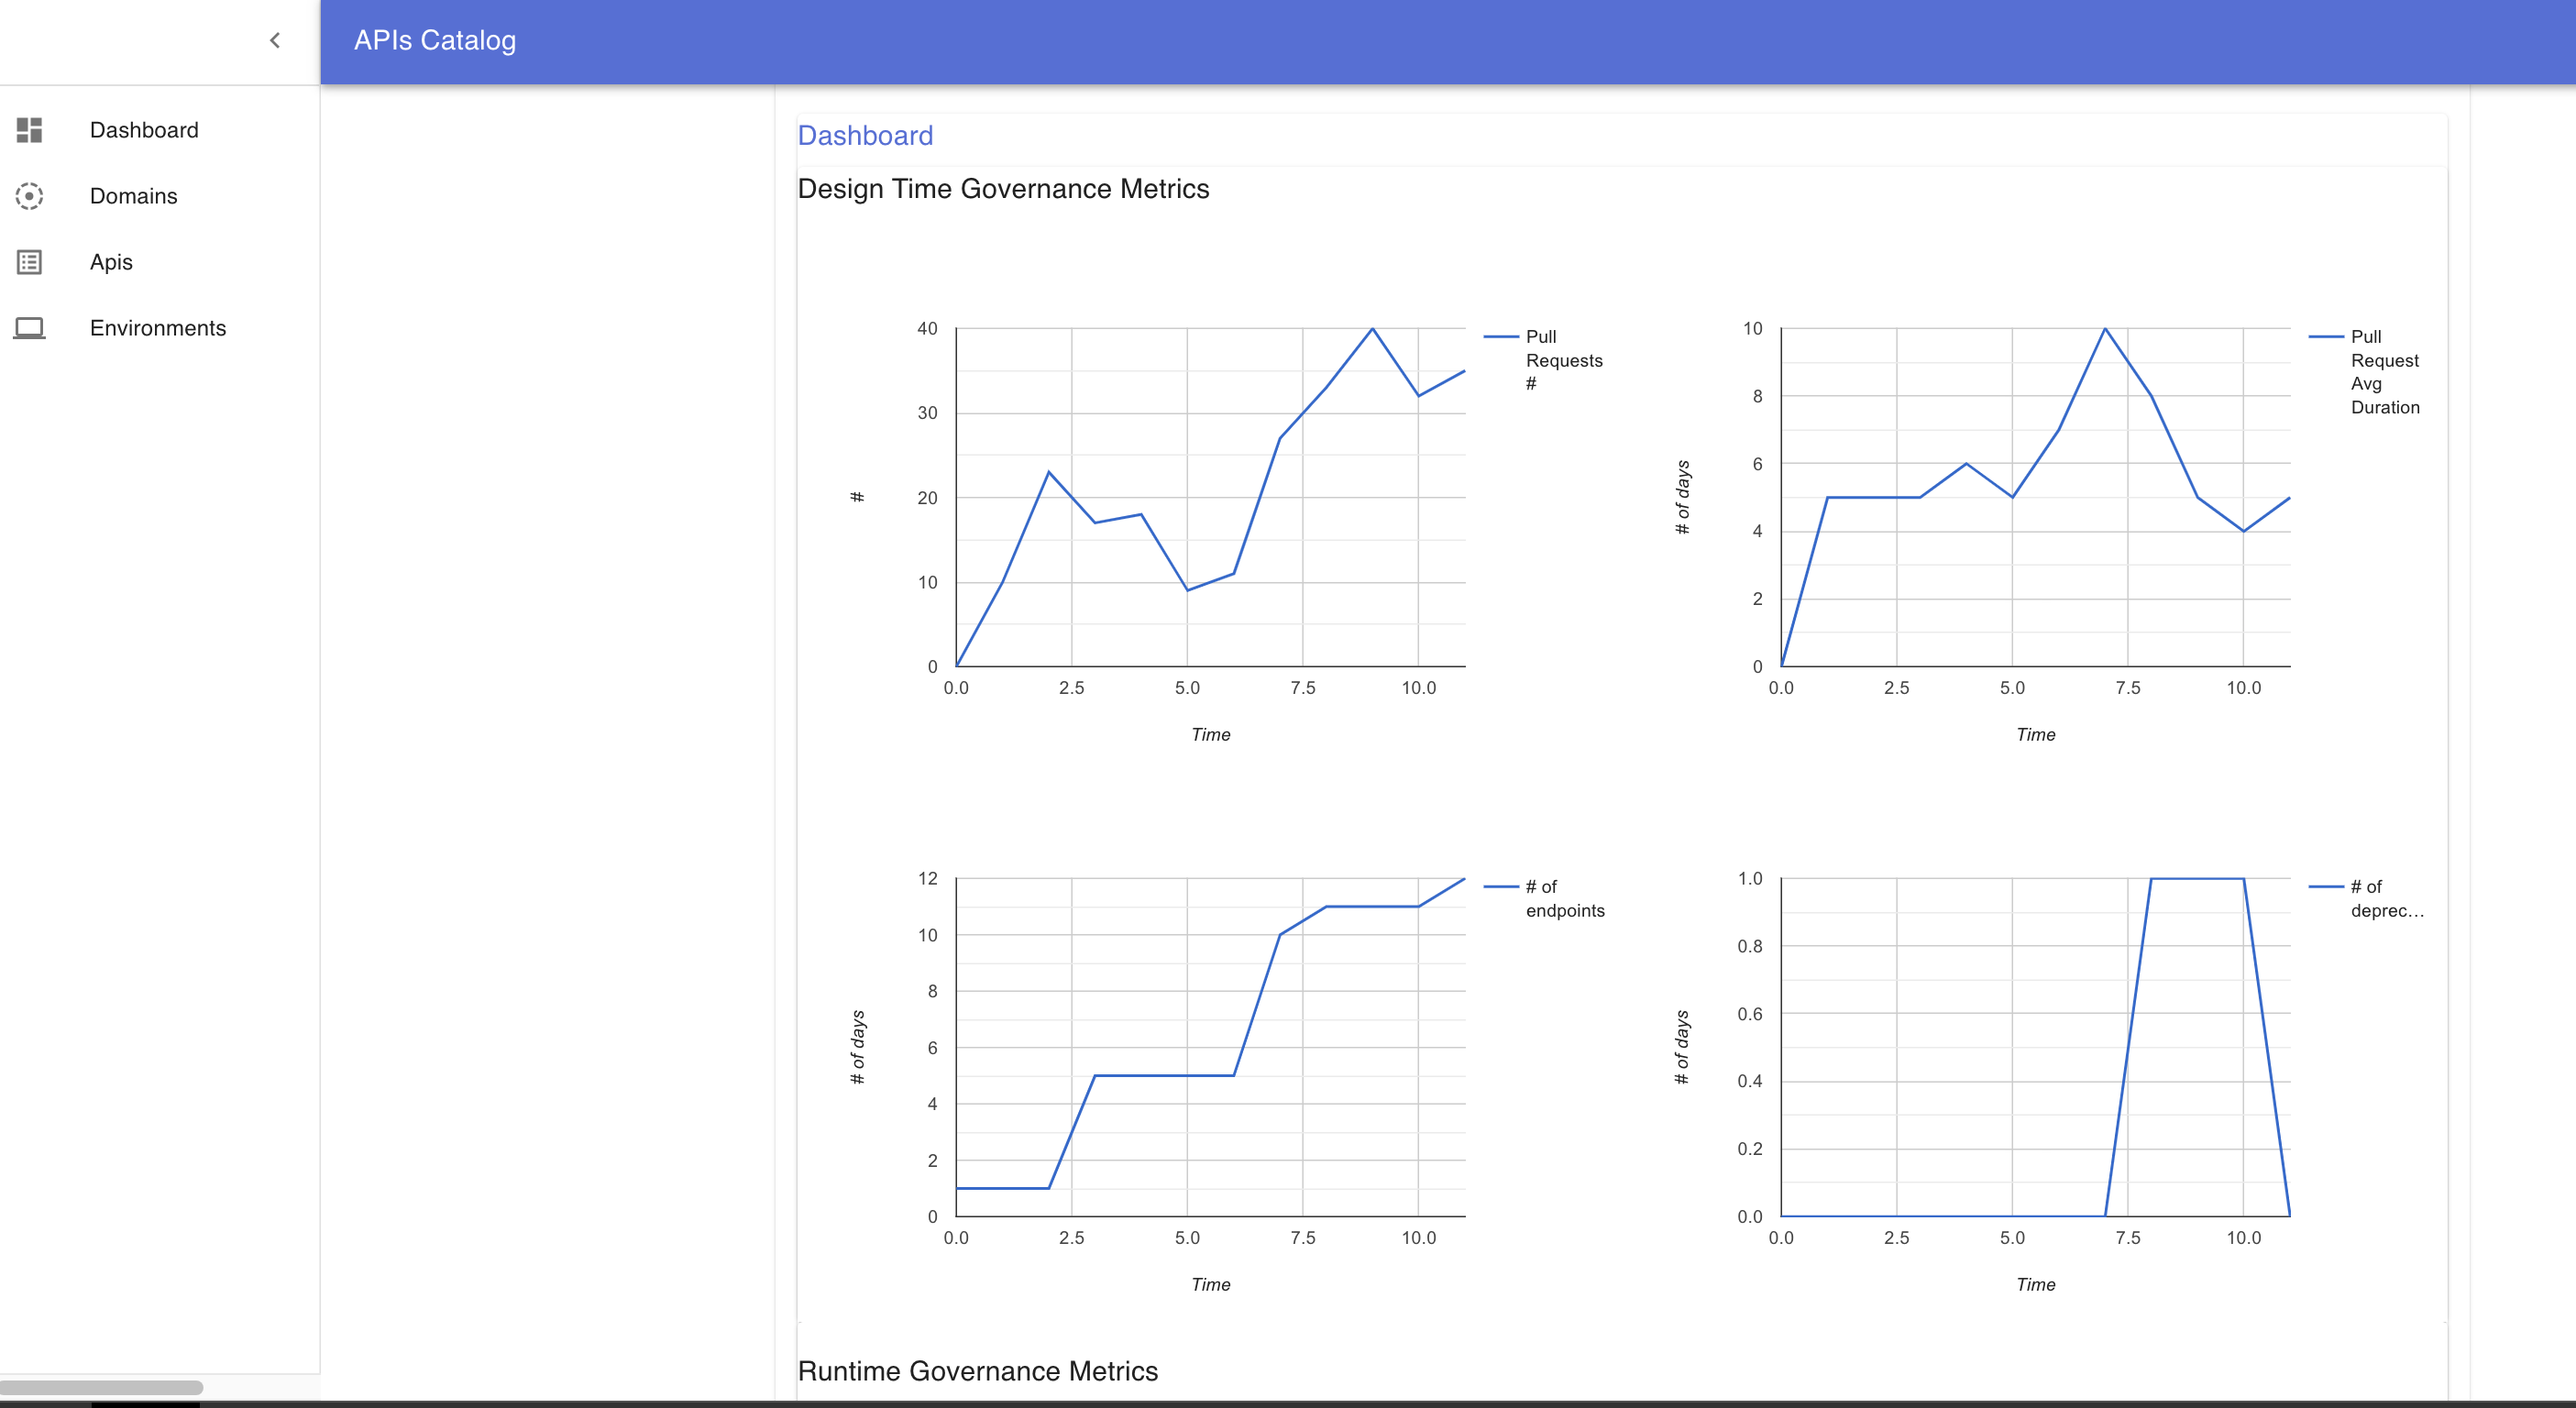 APIs Catalog
Dashboard
Domains
Apis
Environments
Dashboard
Design Time Governance Metrics
40
30
20
10
0
#
0.0
2.5
5.0
7.5
10.0
Time
Pull
Requests
#
10
8
6
4
2
0
# of days
0.0
2.5
5.0
7.5
10.0
Time
Pull
Request
Avg
Duration
12
10
8
6
4
2
0
# of days
0.0
2.5
5.0
7.5
10.0
Time
# of
endpoints
1.0
0.8
0.6
0.4
0.2
0.0
# of days
0.0
2.5
5.0
7.5
10.0
Time
# of
deprec…
Runtime Governance Metrics